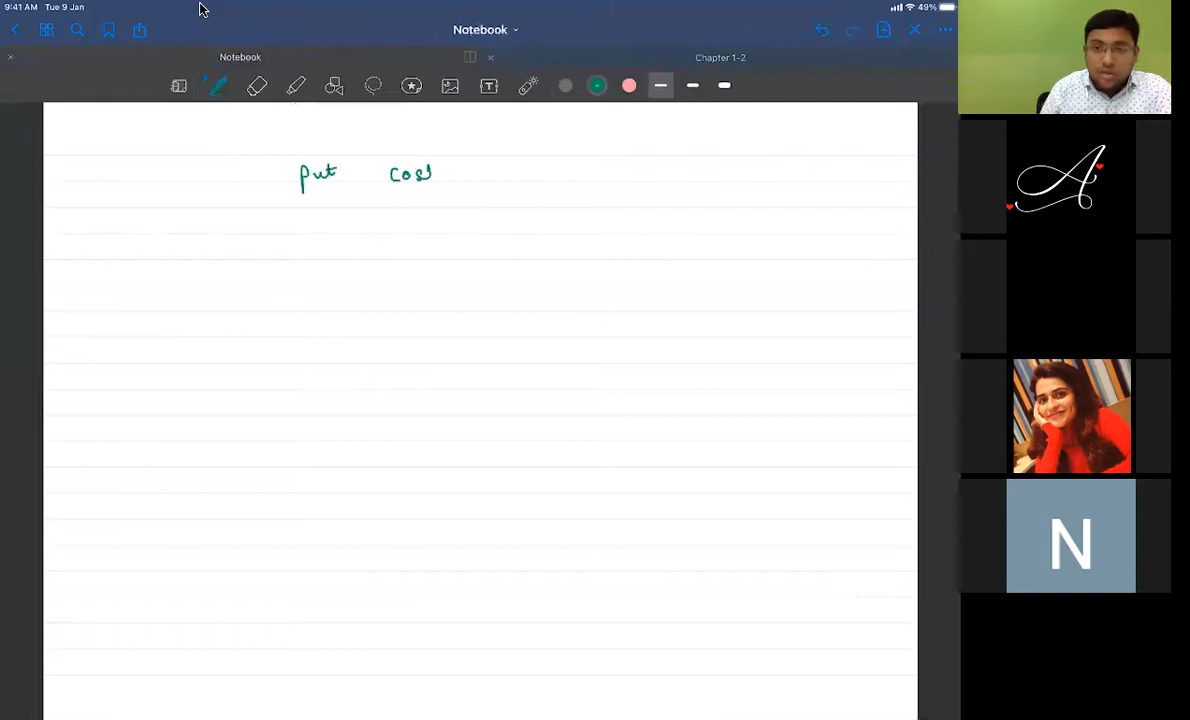 9:41 AM Tue 9 Jan 49%
Notebook
Notebook Chapter 1-2
T
put cost
A
N